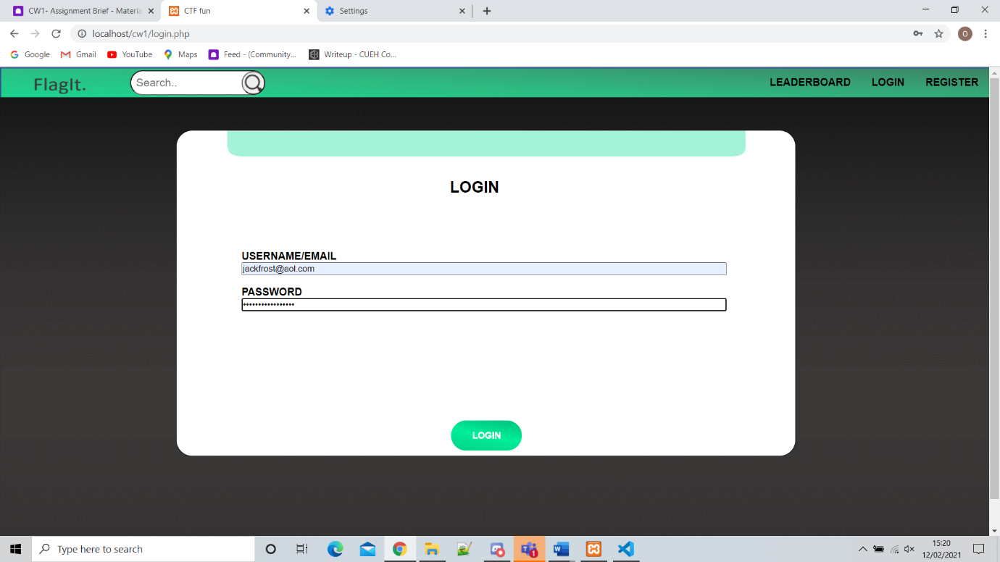 CW1- Assignment Brief - Materia
CTF fun
Settings
localhost/cw1/login.php
O
Google
Gmail
YouTube
Maps
Feed - (Community...
Writeup - CUEH Co...
FlagIt.
Search..
LEADERBOARD
LOGIN
REGISTER
LOGIN
USERNAME/EMAIL
jackfrost@aol.com
PASSWORD
•••••••••••••••••
LOGIN
Type here to search
1
15:20
12/02/2021